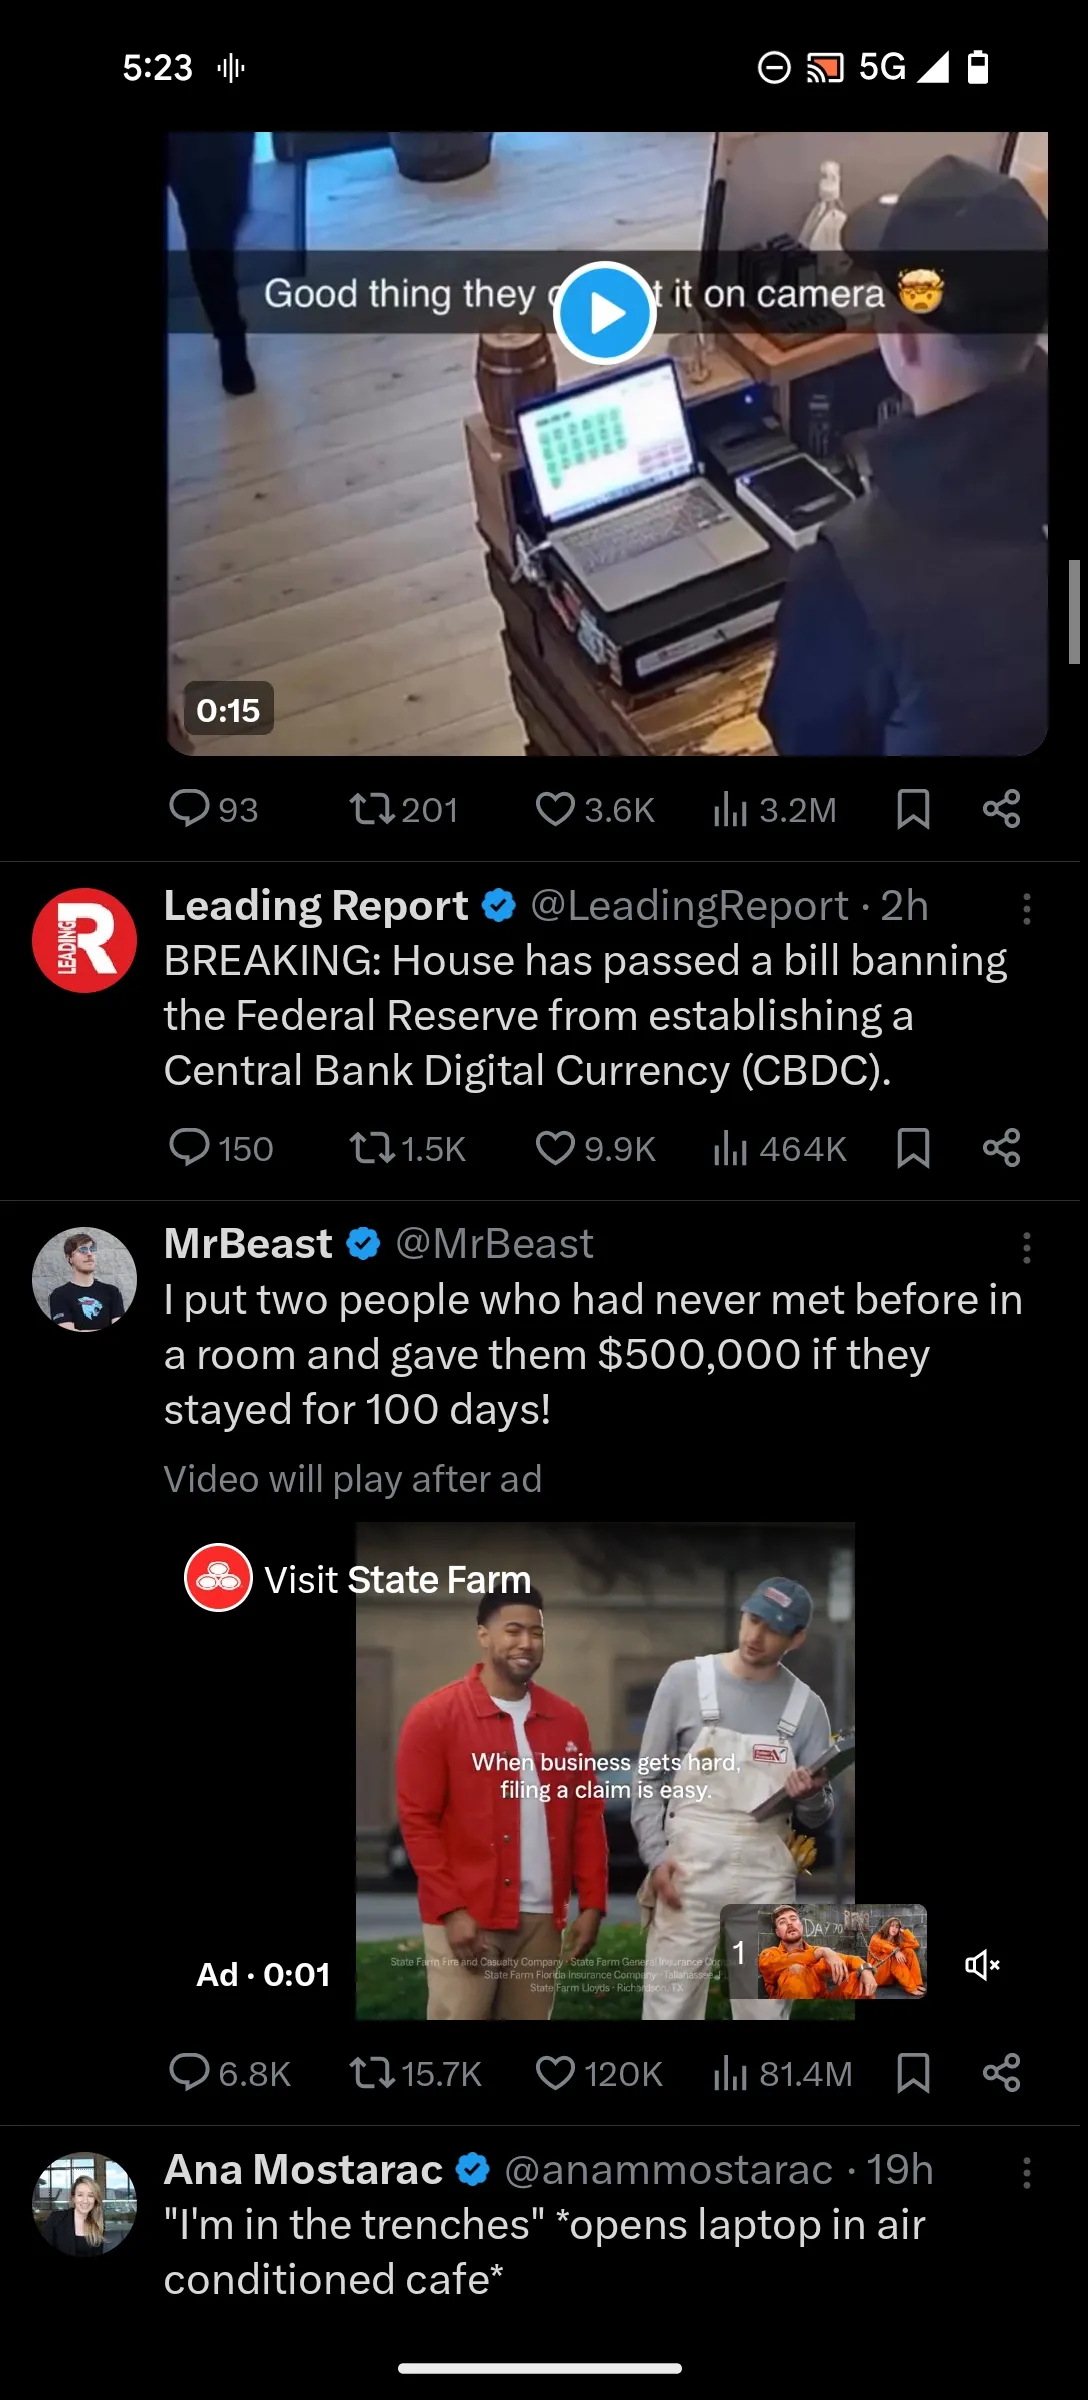 5:23
5G
Good thing they t it on camera 🤯
0:15
93 201 3.6K 3.2M
LEADING R
Leading Report @LeadingReport · 2h
BREAKING: House has passed a bill banning
the Federal Reserve from establishing a
Central Bank Digital Currency (CBDC).
150 1.5K 9.9K 464K
MrBeast @MrBeast
I put two people who had never met before in
a room and gave them $500,000 if they
stayed for 100 days!
Video will play after ad
Visit State Farm
When business gets hard,
filing a claim is easy.
State Farm Fire and Casualty Company · State Farm General Insurance
State Farm Florida Insurance Company · Tallahassee,
State Farm Lloyds · Richardson, TX
1
DAY 70
Ad · 0:01
6.8K 15.7K 120K 81.4M
Ana Mostarac @anammostarac · 19h
"I'm in the trenches" *opens laptop in air
conditioned cafe*